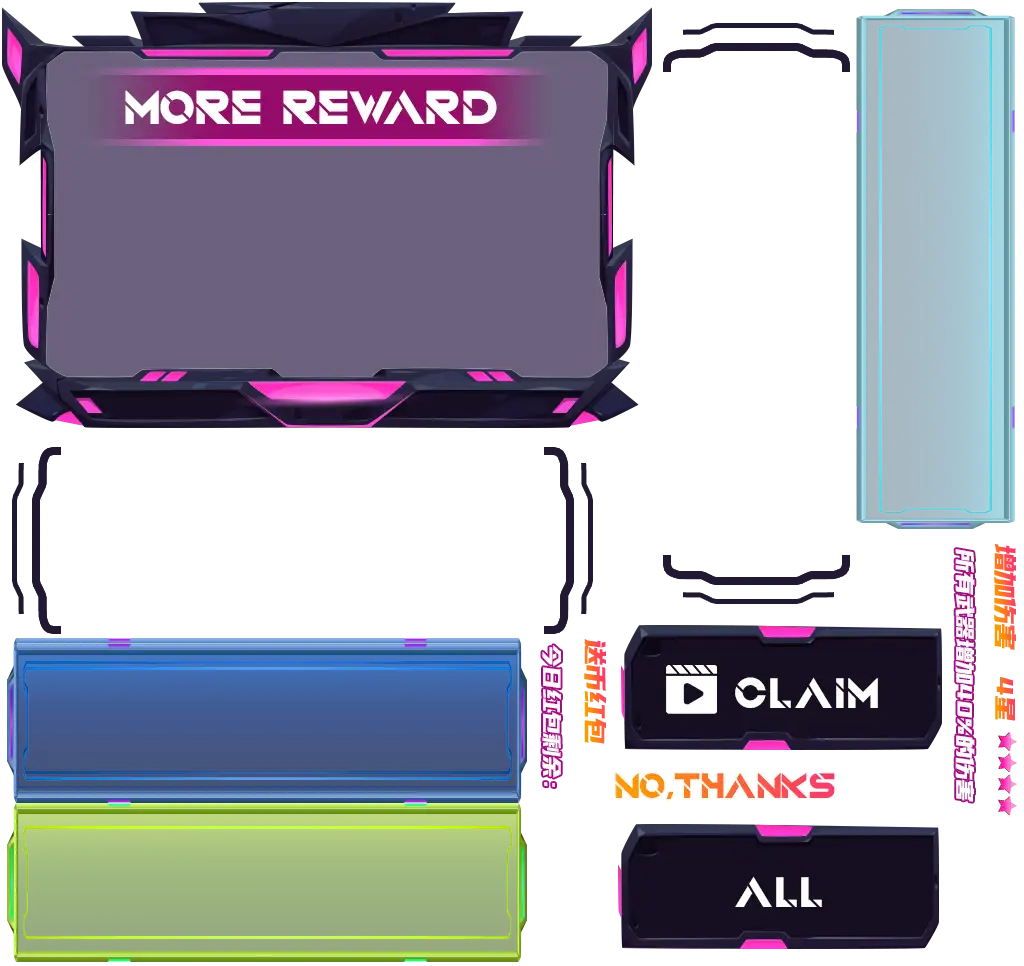 MORE REWARD
增加伤害 4星
所有武器增加40%的伤害
送币红包
今日红包剩余:
CLAIM
NO,THANKS
ALL